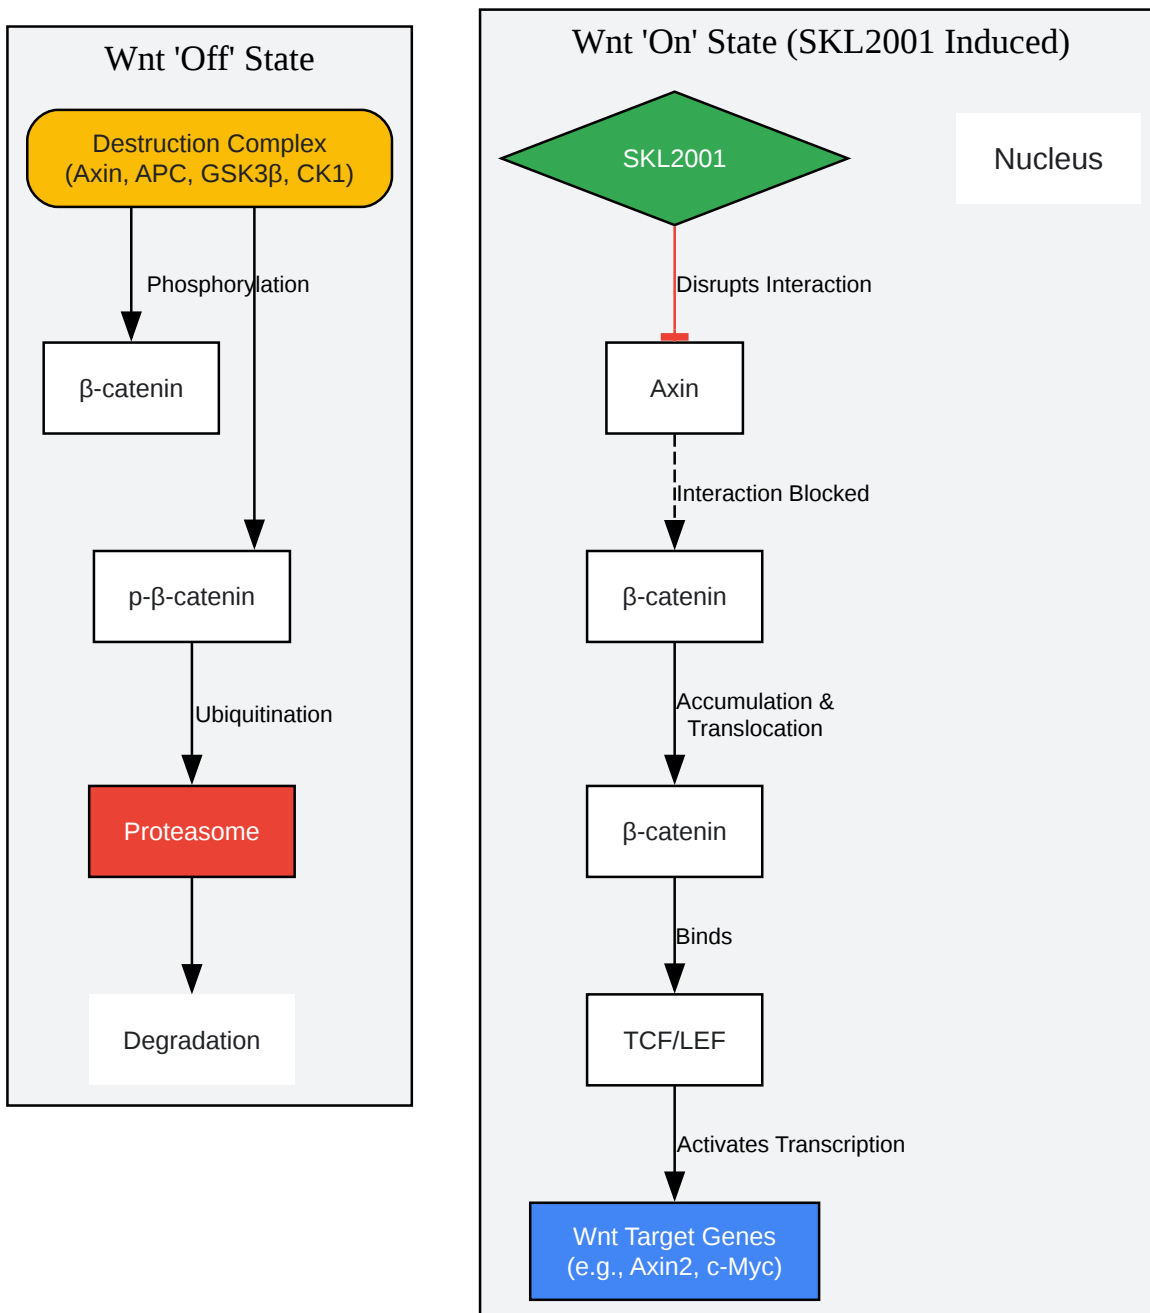 Wnt 'Off' State
Destruction Complex
(Axin, APC, GSK3β, CK1)
Phosphorylation
β-catenin
p-β-catenin
Ubiquitination
Proteasome
Degradation
Wnt 'On' State (SKL2001 Induced)
SKL2001
Nucleus
Disrupts Interaction
Axin
Interaction Blocked
β-catenin
Accumulation &
Translocation
β-catenin
Binds
TCF/LEF
Activates Transcription
Wnt Target Genes
(e.g., Axin2, c-Myc)